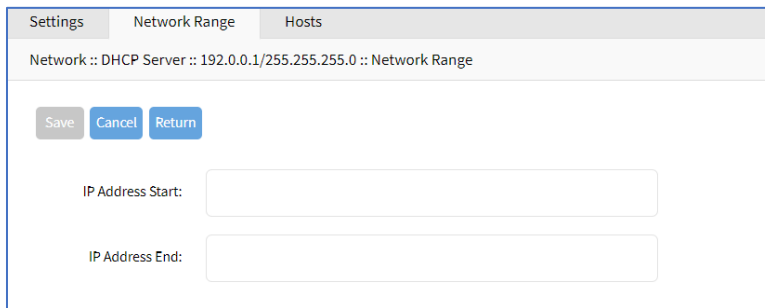 Settings Network Range Hosts
Network :: DHCP Server :: 192.0.0.1/255.255.255.0 :: Network Range
Save Cancel Return
IP Address Start:
IP Address End: